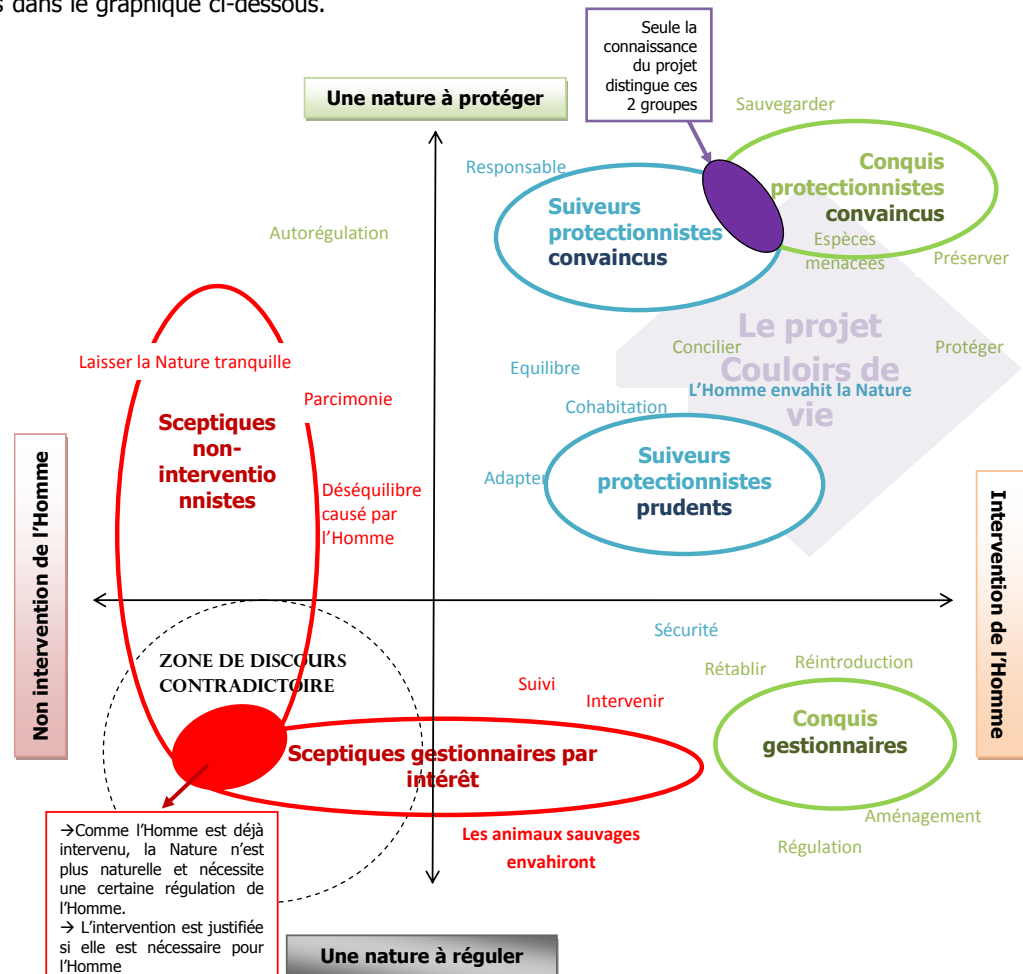 s dans le graphique ci-dessous.
Seule la
connaissance
du projet
distingue ces
2 groupes
Une nature à protéger
Sauvegarder
Responsable
Conquis
protectionnistes
convaincus
Suiveurs
protectionnistes
convaincus
Autorégulation
Espèces
menacées
Préserver
Le projet
Couloirs de
vie
Concilier
Protéger
Laisser la Nature tranquille
Equilibre
L'Homme envahit la Nature
Parcimonie
Cohabitation
Sceptiques
non-
interventio
nnistes
Suiveurs
protectionnistes
prudents
Adapter
Déséquilibre
causé par
l'Homme
Non intervention de l'Homme
Intervention de l'Homme
Sécurité
ZONE DE DISCOURS
CONTRADICTOIRE
Rétablir
Réintroduction
Suivi
Intervenir
Conquis
gestionnaires
Sceptiques gestionnaires par
intérêt
Aménagement
Les animaux sauvages
envahiront
Régulation
→Comme l'Homme est déjà
intervenu, la Nature n'est
plus naturelle et nécessite
une certaine régulation de
l'Homme.
→ L'intervention est justifiée
si elle est nécessaire pour
l'Homme
Une nature à réguler